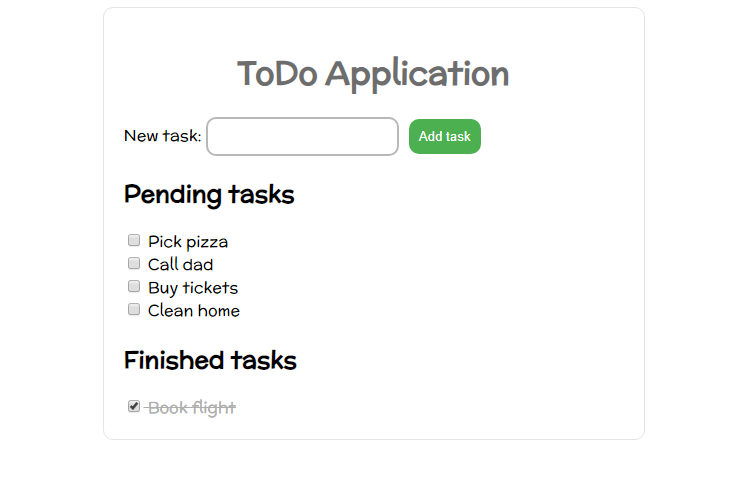 ToDo Application
New task: Add task
Pending tasks
Pick pizza
Call dad
Buy tickets
Clean home
Finished tasks
Book flight